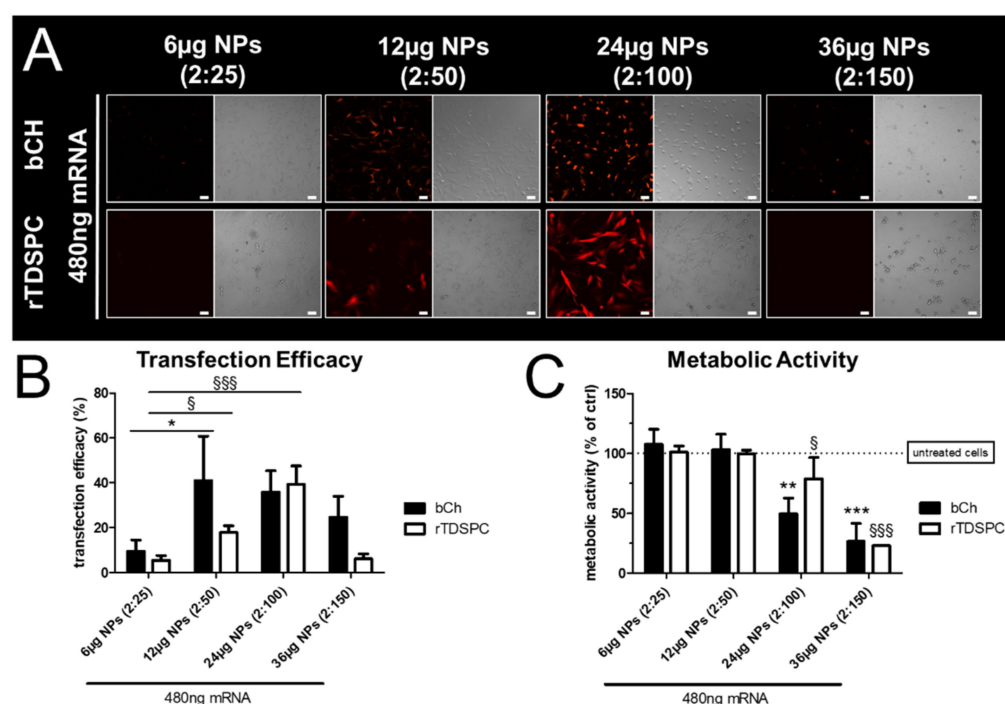 A
6µg NPs
(2:25)
12µg NPs
(2:50)
24µg NPs
(2:100)
36µg NPs
(2:150)
480ng mRNA
bCH
rTDSPC
B
Transfection Efficacy
transfection efficacy (%)
80
60
40
20
0
§§§
§
*
bCh
rTDSPC
6µg NPs (2:25)
12µg NPs (2:50)
24µg NPs (2:100)
36µg NPs (2:150)
480ng mRNA
C
Metabolic Activity
metabolic activity (% of ctrl)
150
100
50
0
untreated cells
§
**
***
§§§
bCh
rTDSPC
6µg NPs (2:25)
12µg NPs (2:50)
24µg NPs (2:100)
36µg NPs (2:150)
480ng mRNA